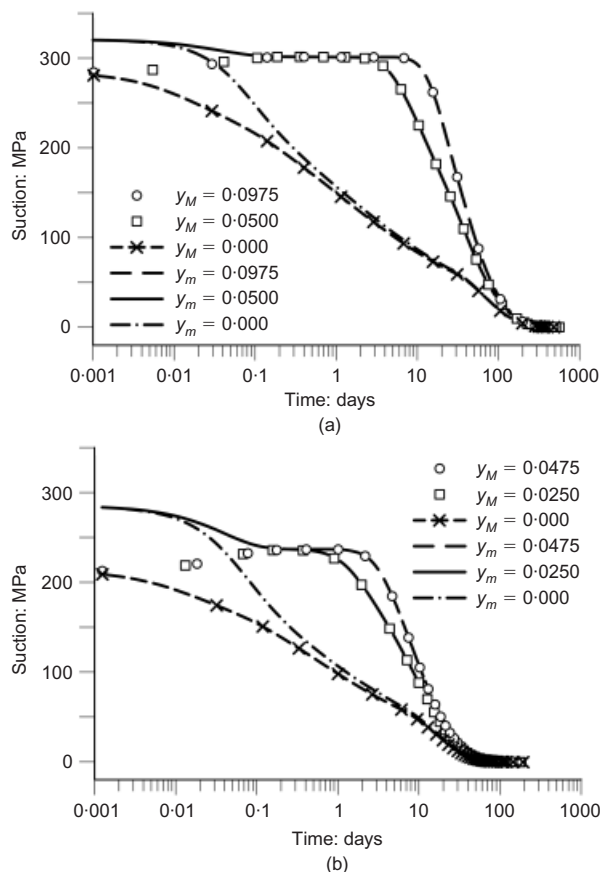 300
200
100
0
Suction: MPa
y_M = 0·0975
y_M = 0·0500
y_M = 0·000
y_m = 0·0975
y_m = 0·0500
y_m = 0·000
0·001 0·01 0·1 1 10 100 1000
Time: days
(a)
300
200
100
0
Suction: MPa
y_M = 0·0475
y_M = 0·0250
y_M = 0·000
y_m = 0·0475
y_m = 0·0250
y_m = 0·000
0·001 0·01 0·1 1 10 100 1000
Time: days
(b)